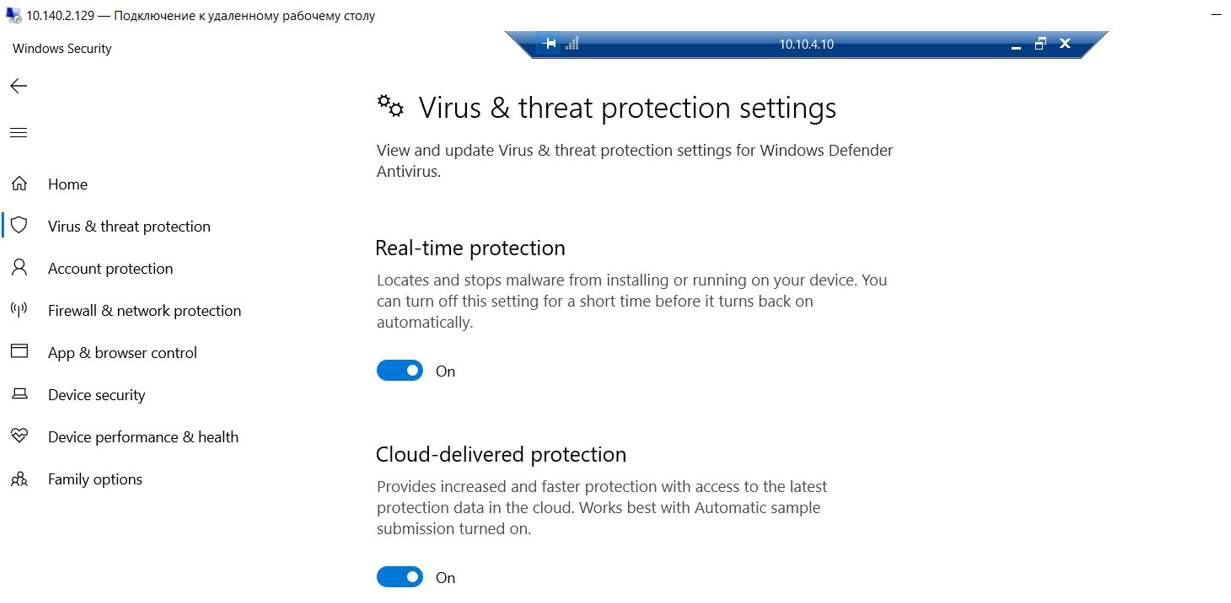 10.140.2.129 — Подключение к удаленному рабочему столу
Windows Security
10.10.4.10
Virus & threat protection settings
View and update Virus & threat protection settings for Windows Defender
Antivirus.
Home
Virus & threat protection
Account protection
Firewall & network protection
App & browser control
Device security
Device performance & health
Family options
Real-time protection
Locates and stops malware from installing or running on your device. You
can turn off this setting for a short time before it turns back on
automatically.
On
Cloud-delivered protection
Provides increased and faster protection with access to the latest
protection data in the cloud. Works best with Automatic sample
submission turned on.
On